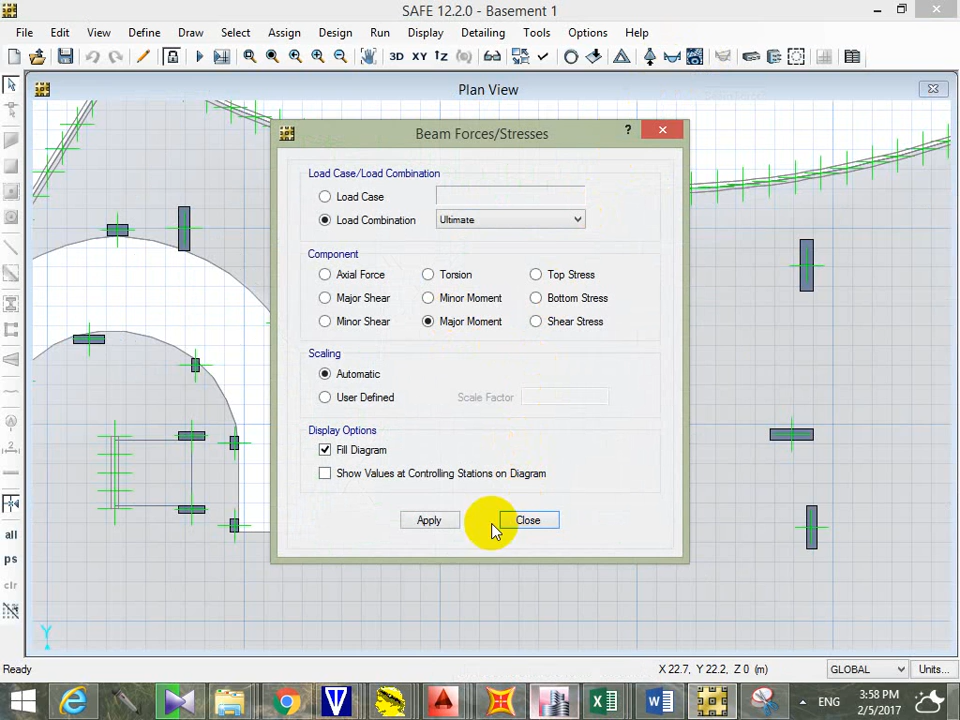 SAFE 12.2.0 - Basement 1
File Edit View Define Draw Select Assign Design Run Display Detailing Tools Options Help
3D XY
Plan View
Beam Forces/Stresses
?
Load Case/Load Combination
Load Case
Load Combination Ultimate
Component
Axial Force Torsion Top Stress
Major Shear Minor Moment Bottom Stress
Minor Shear Major Moment Shear Stress
Scaling
Automatic
User Defined Scale Factor
Display Options
Fill Diagram
Show Values at Controlling Stations on Diagram
Apply Close
all
ps
clr
Y
Ready X 22.7, Y 22.2, Z 0 (m) GLOBAL Units...
ENG 3:58 PM
2/5/2017